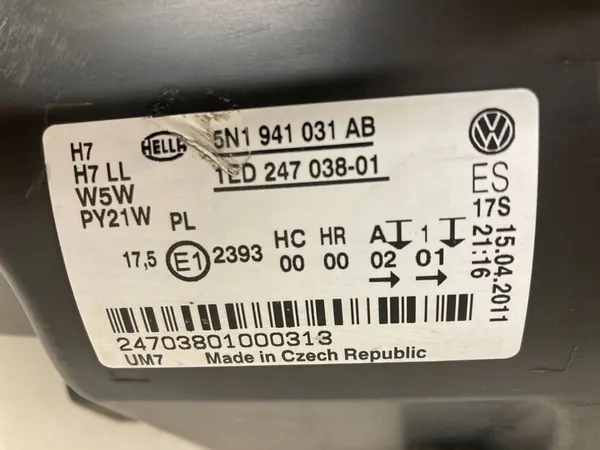 H7
H7 LL
W5W
PY21W
HELLA
5N1 941 031 AB
1ED 247 038-01
PL
17,5 E1 2393
HC HR A 1
00 00 02 01
24703801000313
UM7 Made in Czech Republic
VW
ES
17S
15.04.2011
21:16